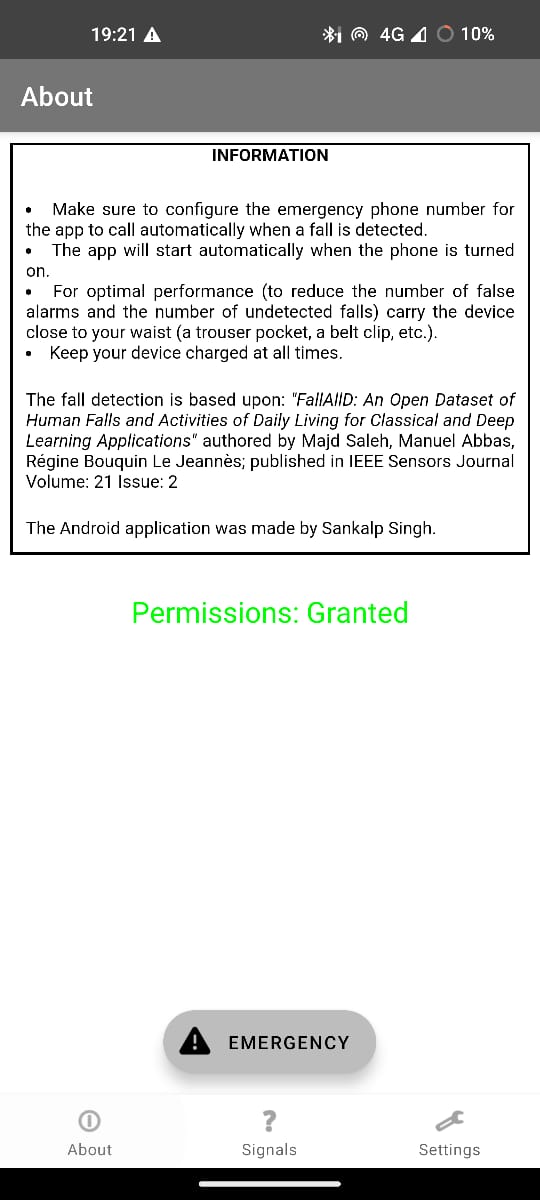 19:21
4G
10%
About
INFORMATION
• Make sure to configure the emergency phone number for
the app to call automatically when a fall is detected.
• The app will start automatically when the phone is turned
on.
• For optimal performance (to reduce the number of false
alarms and the number of undetected falls) carry the device
close to your waist (a trouser pocket, a belt clip, etc.).
• Keep your device charged at all times.
The fall detection is based upon: "FallAllD: An Open Dataset of
Human Falls and Activities of Daily Living for Classical and Deep
Learning Applications" authored by Majd Saleh, Manuel Abbas,
Régine Bouquin Le Jeannès; published in IEEE Sensors Journal
Volume: 21 Issue: 2
The Android application was made by Sankalp Singh.
Permissions: Granted
EMERGENCY
About
Signals
Settings